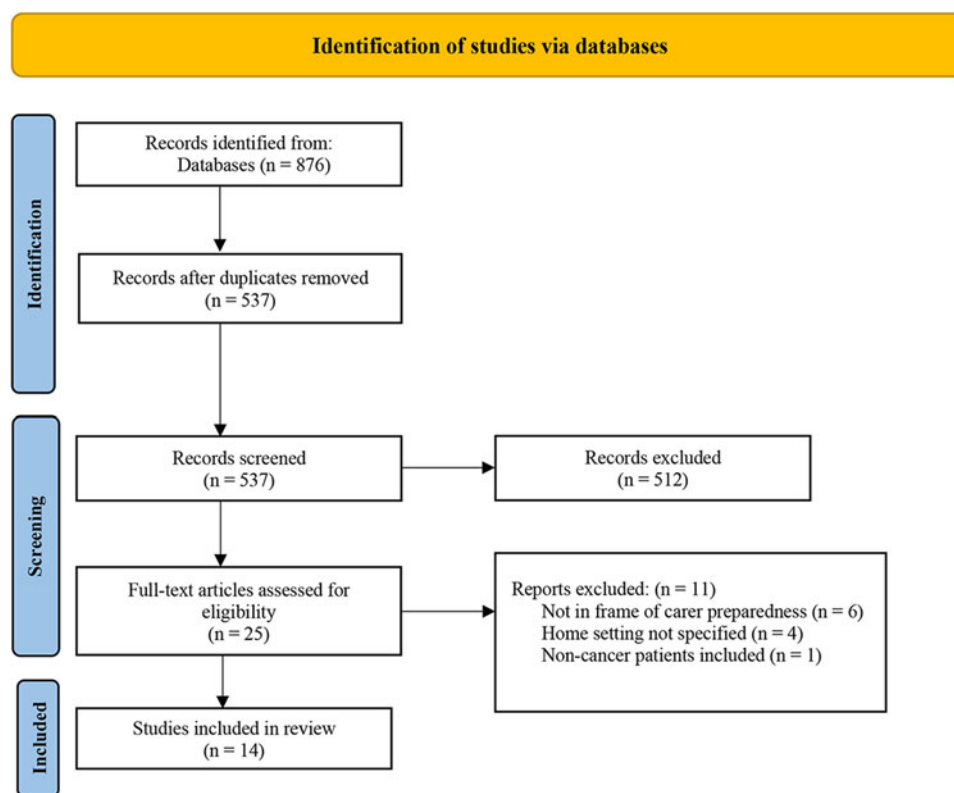 Identification of studies via databases
Identification
Records identified from:
Databases (n = 876)
Records after duplicates removed
(n = 537)
Screening
Records screened
(n = 537)
Records excluded
(n = 512)
Full-text articles assessed for
eligibility
(n = 25)
Reports excluded: (n = 11)
Not in frame of carer preparedness (n = 6)
Home setting not specified (n = 4)
Non-cancer patients included (n = 1)
Included
Studies included in review
(n = 14)